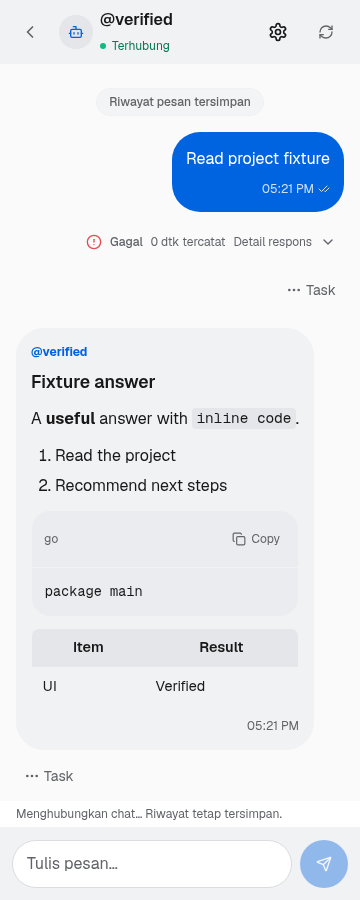 @verified
Terhubung
Riwayat pesan tersimpan
Read project fixture
05:21 PM
Gagal 0 dtk tercatat Detail respons
Task
@verified
Fixture answer
A useful answer with inline code.
1. Read the project
2. Recommend next steps
go Copy
package main
Item Result
UI Verified
05:21 PM
Task
Menghubungkan chat… Riwayat tetap tersimpan.
Tulis pesan…